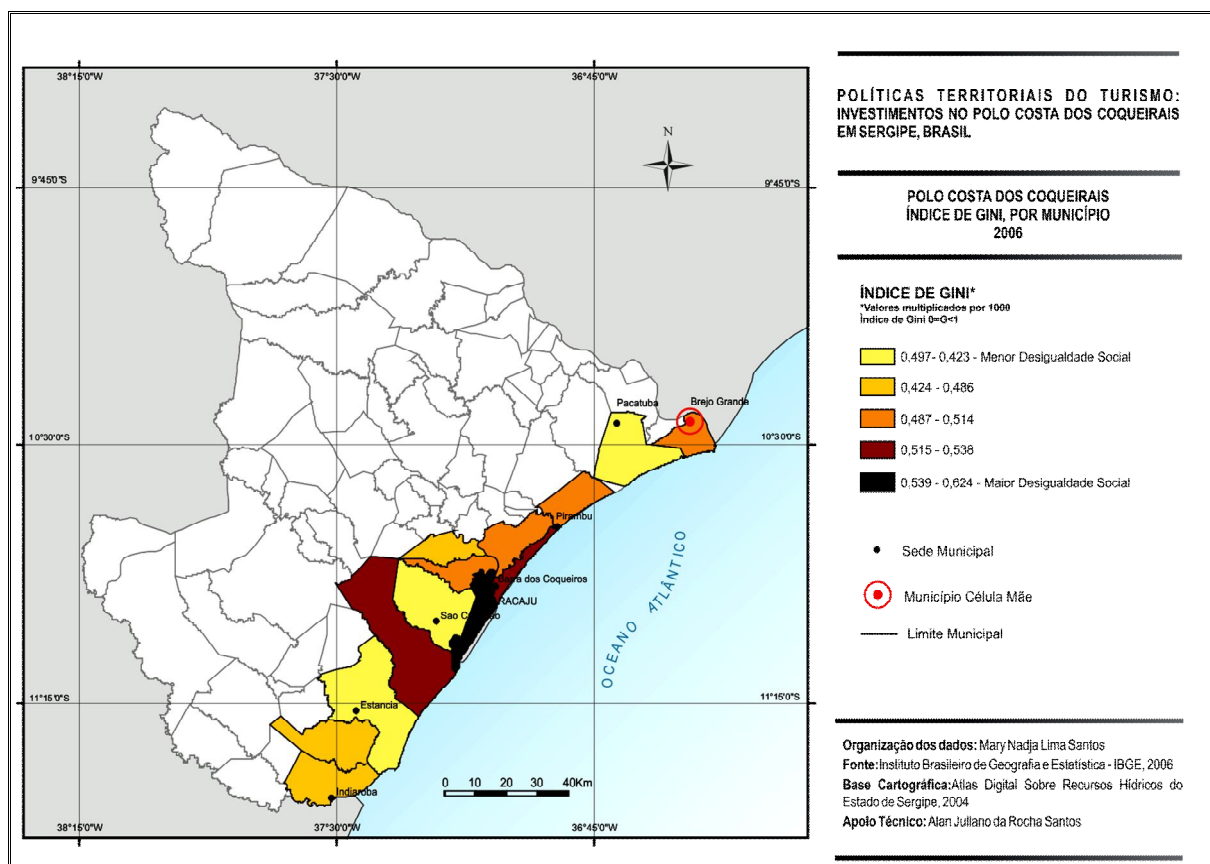 38°15'0"W
37°30'0"W
36°45'0"W
N
9°45'0"S
9°45'0"S
Pacatuba
Brejo Grande
10°30'0"S
10°30'0"S
Pirambu
dos Coqueiros
RACAJU
Sao
OCEANO ATLÂNTICO
11°15'0"S
11°15'0"S
Estancia
Indiaroba
0 10 20 30 40Km
38°15'0"W
37°30'0"W
36°45'0"W
POLÍTICAS TERRITORIAIS DO TURISMO:
INVESTIMENTOS NO POLO COSTA DOS COQUEIRAIS
EM SERGIPE, BRASIL
POLO COSTA DOS COQUEIRAIS
ÍNDICE DE GINI, POR MUNICÍPIO
2006
ÍNDICE DE GINI*
*Valores multiplicados por 1000
Índice de Gini 0=G<1
0,497- 0,423 - Menor Desigualdade Social
0,424 - 0,486
0,487 - 0,514
0,515 - 0,538
0,539 - 0,624 - Maior Desigualdade Social
Sede Municipal
Município Célula Mãe
Limite Municipal
Organização dos dados: Mary Nadja Lima Santos
Fonte: Instituto Brasileiro de Geografia e Estatística - IBGE, 2006
Base Cartográfica: Atlas Digital Sobre Recursos Hídricos do
Estado de Sergipe, 2004
Apoio Técnico: Alan Juliano da Rocha Santos